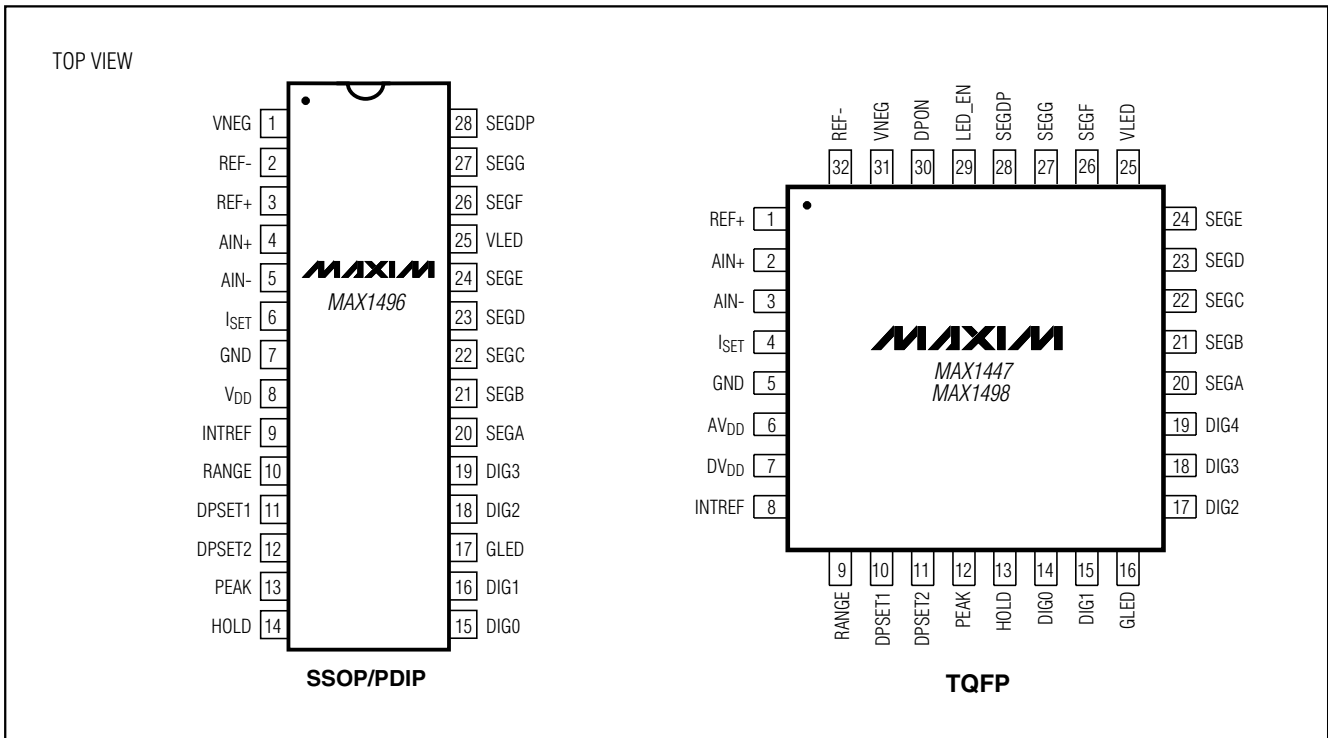 TOP VIEW
VNEG 1
REF- 2
REF+ 3
AIN+ 4
AIN- 5
ISET 6
GND 7
VDD 8
INTREF 9
RANGE 10
DPSET1 11
DPSET2 12
PEAK 13
HOLD 14
MAXIM
MAX1496
28 SEGDP
27 SEGG
26 SEGF
25 VLED
24 SEGE
23 SEGD
22 SEGC
21 SEGB
20 SEGA
19 DIG3
18 DIG2
17 GLED
16 DIG1
15 DIG0
SSOP/PDIP
REF- VNEG DPON LED_EN SEGDP SEGG SEGF VLED
32 31 30 29 28 27 26 25
REF+ 1
AIN+ 2
AIN- 3
ISET 4
GND 5
AVDD 6
DVDD 7
INTREF 8
MAXIM
MAX1447
MAX1498
24 SEGE
23 SEGD
22 SEGC
21 SEGB
20 SEGA
19 DIG4
18 DIG3
17 DIG2
9 10 11 12 13 14 15 16
RANGE DPSET1 DPSET2 PEAK HOLD DIG0 DIG1 GLED
TQFP